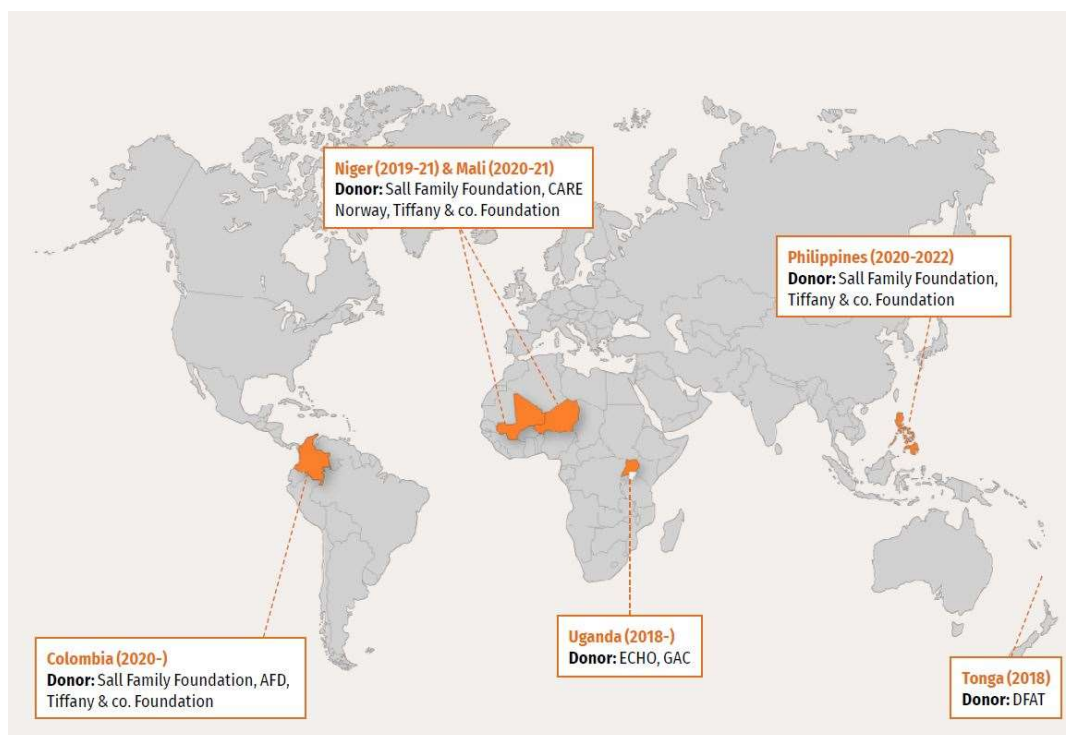 Niger (2019-21) & Mali (2020-21)
Donor: Sall Family Foundation, CARE
Norway, Tiffany & co. Foundation
Philippines (2020-2022)
Donor: Sall Family Foundation,
Tiffany & co. Foundation
Colombia (2020-)
Donor: Sall Family Foundation, AFD,
Tiffany & co. Foundation
Uganda (2018-)
Donor: ECHO, GAC
Tonga (2018)
Donor: DFAT